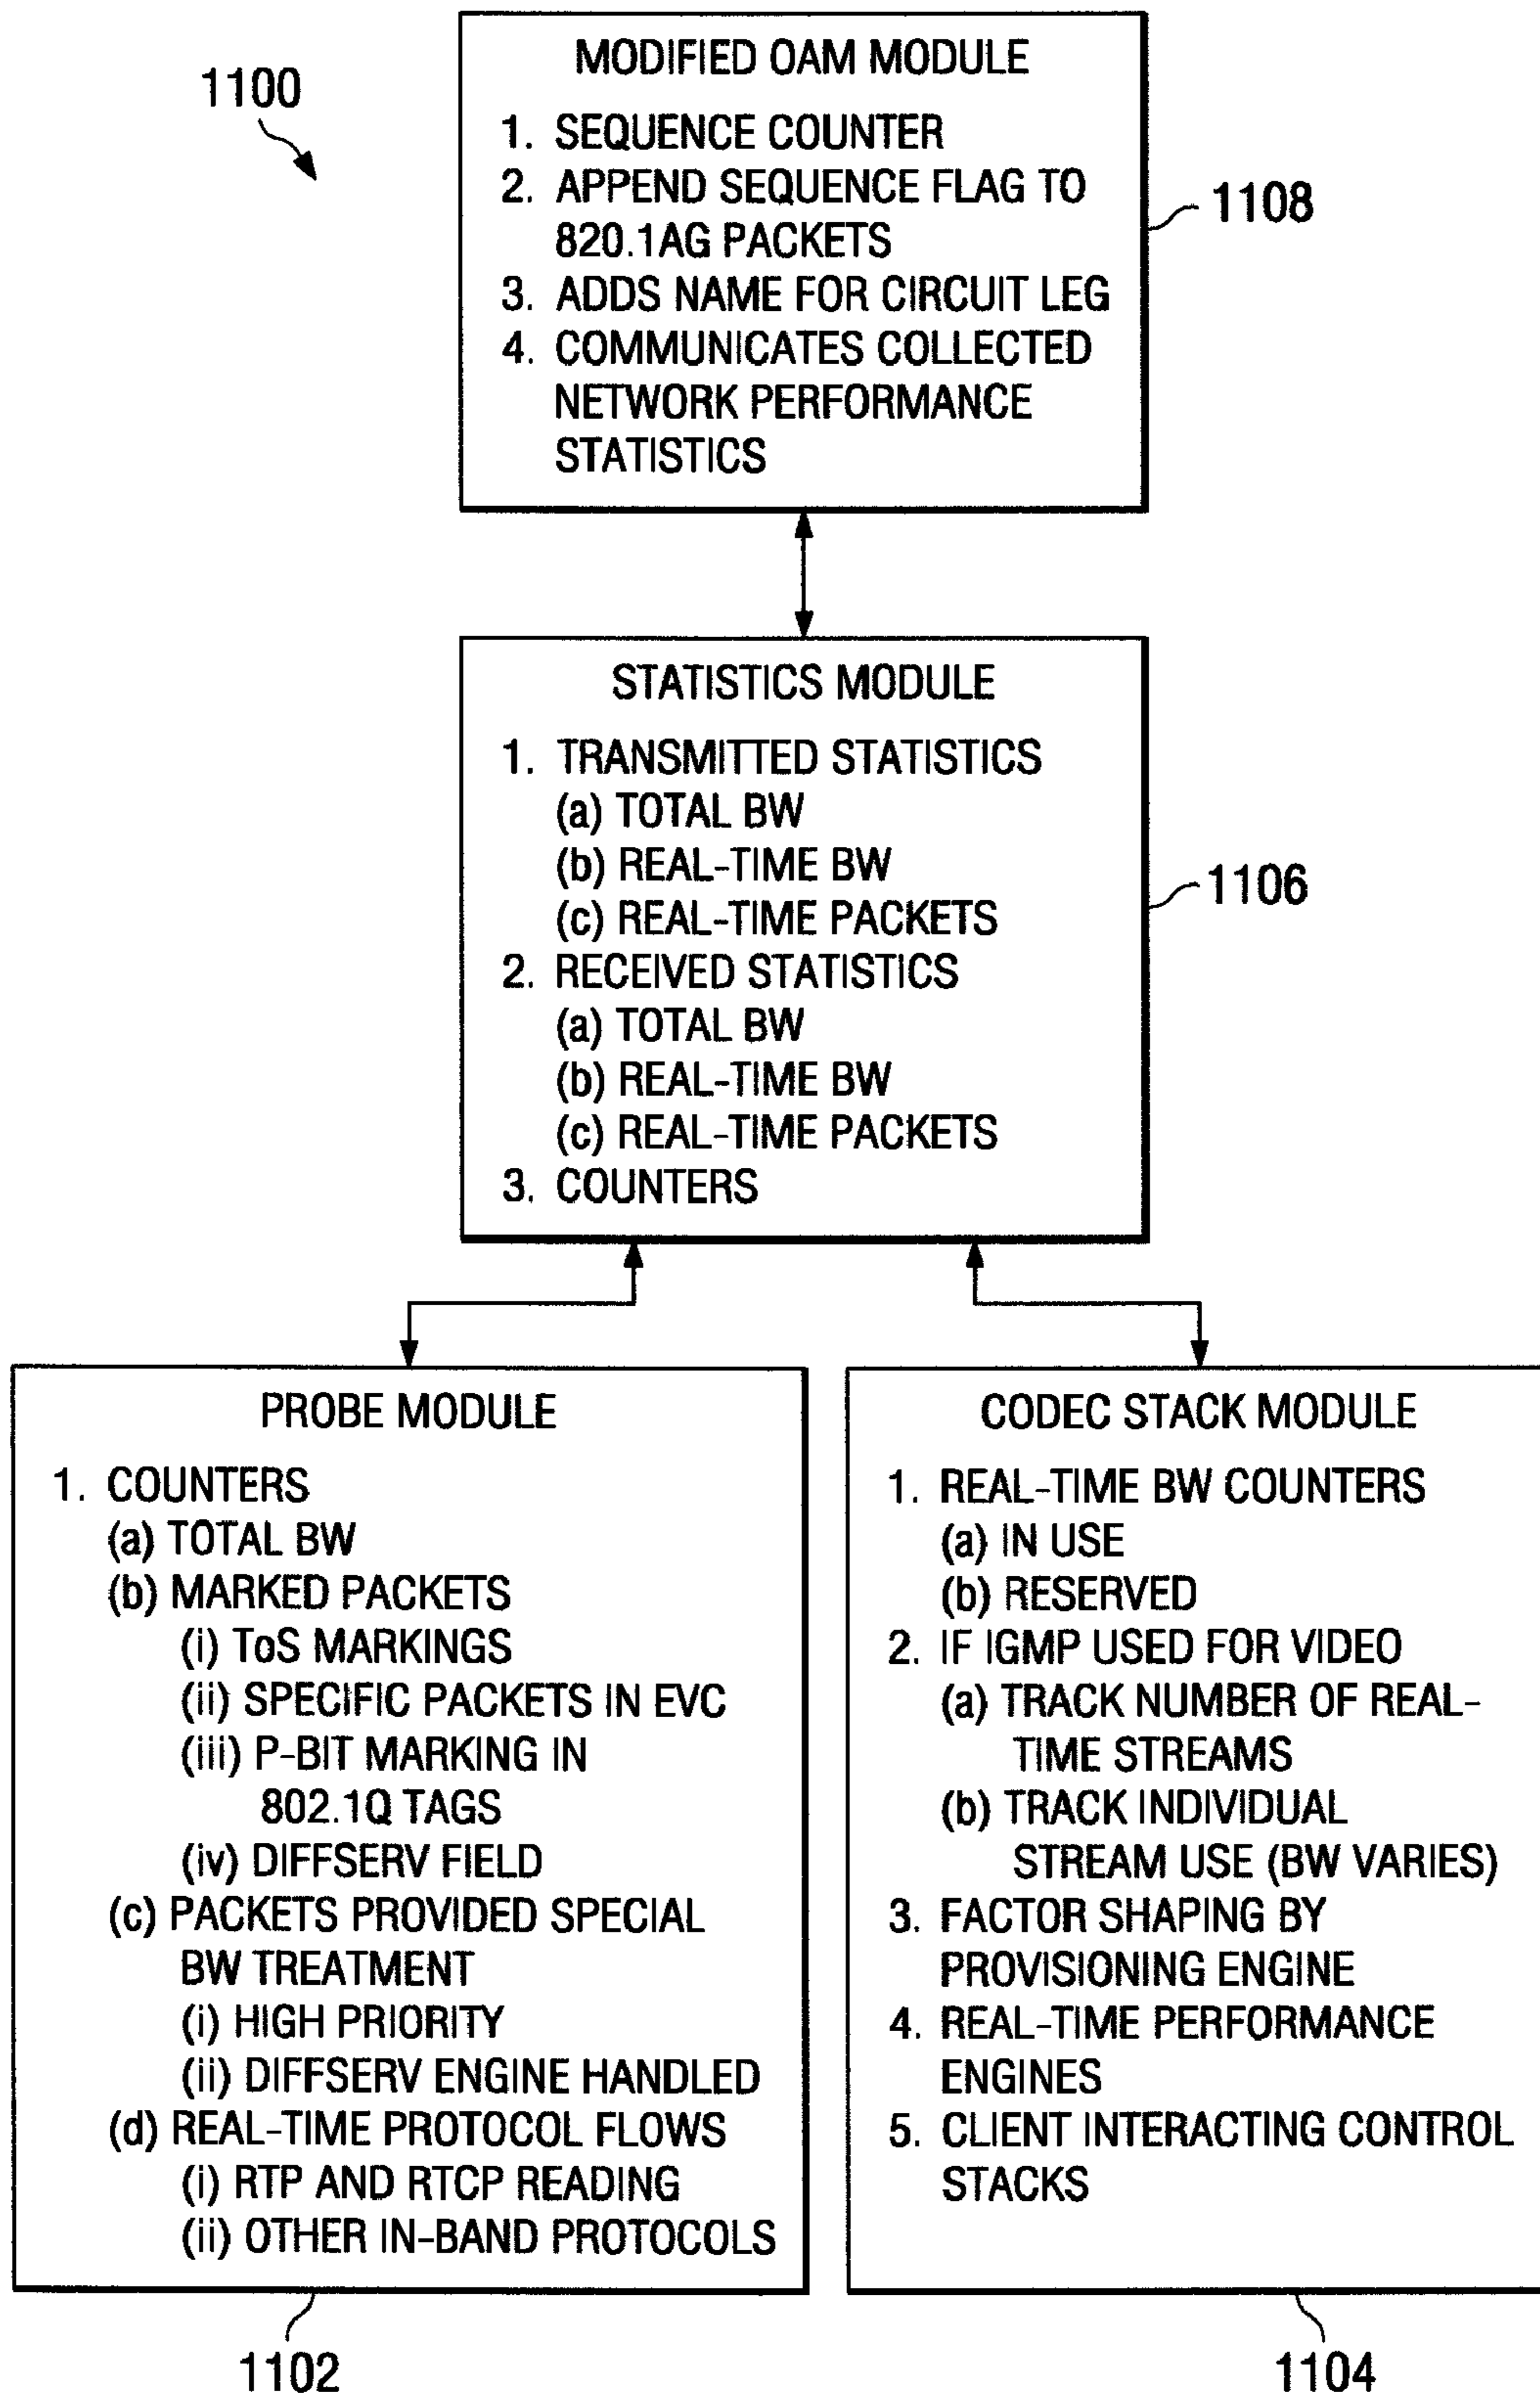 1100
MODIFIED OAM MODULE
1. SEQUENCE COUNTER
2. APPEND SEQUENCE FLAG TO
820.1AG PACKETS
3. ADDS NAME FOR CIRCUIT LEG
4. COMMUNICATES COLLECTED
NETWORK PERFORMANCE
STATISTICS
1108
STATISTICS MODULE
1. TRANSMITTED STATISTICS
(a) TOTAL BW
(b) REAL-TIME BW
(c) REAL-TIME PACKETS
2. RECEIVED STATISTICS
(a) TOTAL BW
(b) REAL-TIME BW
(c) REAL-TIME PACKETS
3. COUNTERS
1106
PROBE MODULE
1. COUNTERS
(a) TOTAL BW
(b) MARKED PACKETS
(i) ToS MARKINGS
(ii) SPECIFIC PACKETS IN EVC
(iii) P-BIT MARKING IN
802.1Q TAGS
(iv) DIFFSERV FIELD
(c) PACKETS PROVIDED SPECIAL
BW TREATMENT
(i) HIGH PRIORITY
(ii) DIFFSERV ENGINE HANDLED
(d) REAL-TIME PROTOCOL FLOWS
(i) RTP AND RTCP READING
(ii) OTHER IN-BAND PROTOCOLS
1102
CODEC STACK MODULE
1. REAL-TIME BW COUNTERS
(a) IN USE
(b) RESERVED
2. IF IGMP USED FOR VIDEO
(a) TRACK NUMBER OF REAL-
TIME STREAMS
(b) TRACK INDIVIDUAL
STREAM USE (BW VARIES)
3. FACTOR SHAPING BY
PROVISIONING ENGINE
4. REAL-TIME PERFORMANCE
ENGINES
5. CLIENT INTERACTING CONTROL
STACKS
1104